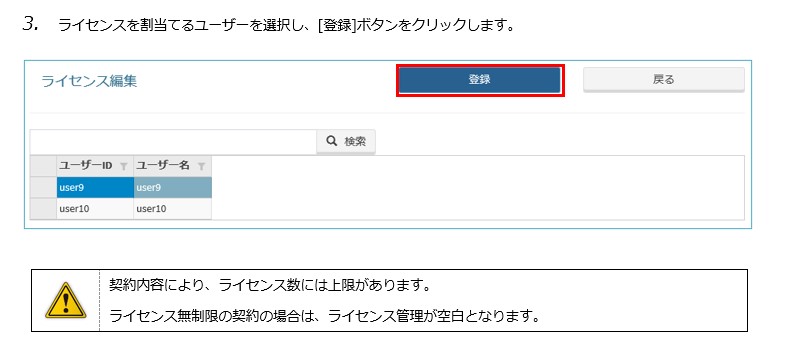 3. ライセンスを割当てるユーザーを選択し、[登録]ボタンをクリックします。
ライセンス編集 登録 戻る
検索
ユーザーID ユーザー名
user9 user9
user10 user10
契約内容により、ライセンス数には上限があります。
ライセンス無制限の契約の場合は、ライセンス管理が空白となります。